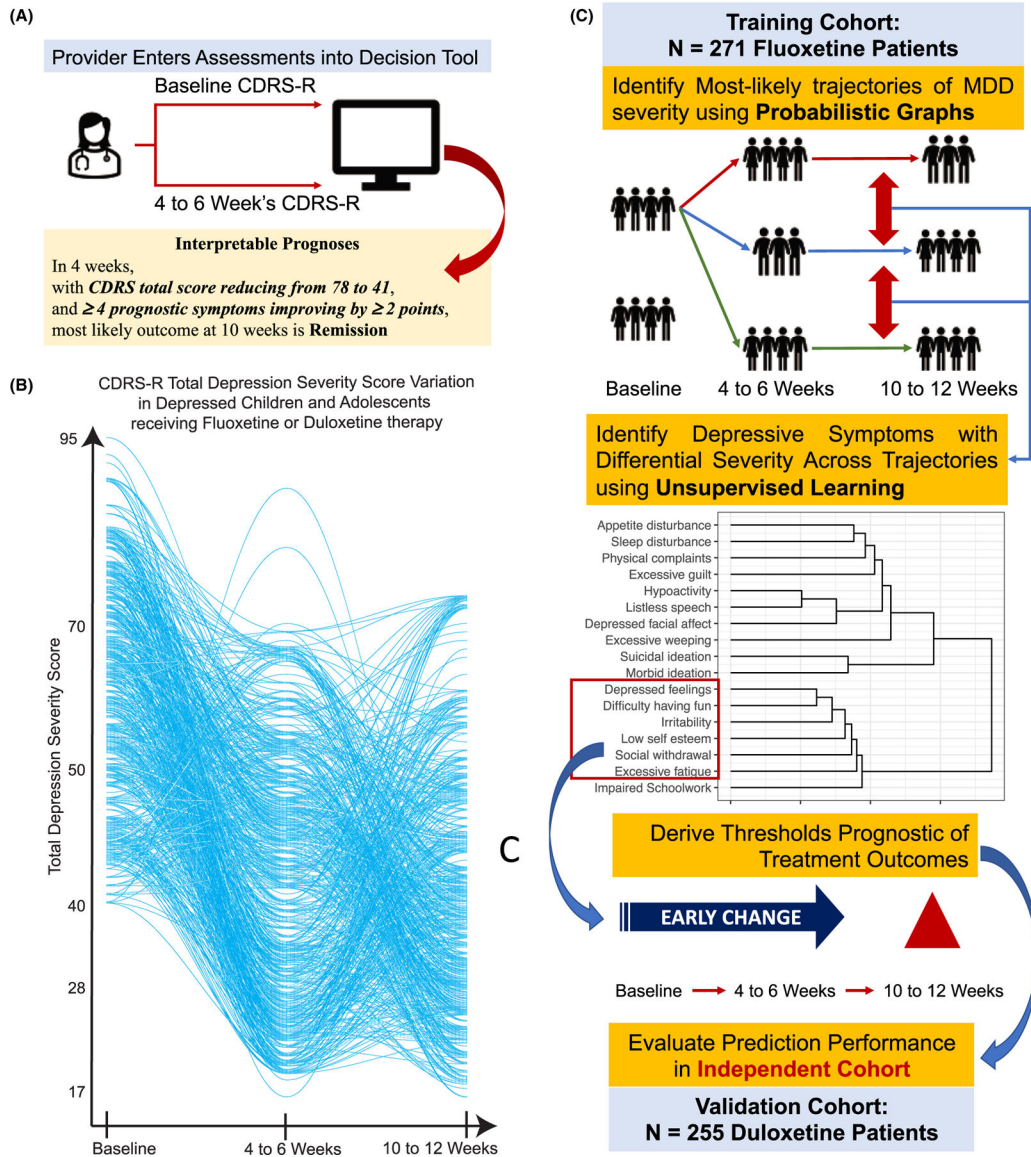 (A)
Provider Enters Assessments into Decision Tool
Baseline CDRS-R
4 to 6 Week's CDRS-R
Interpretable Prognoses
In 4 weeks,
with CDRS total score reducing from 78 to 41,
and ≥4 prognostic symptoms improving by ≥2 points,
most likely outcome at 10 weeks is Remission
(B)
CDRS-R Total Depression Severity Score Variation
in Depressed Children and Adolescents
receiving Fluoxetine or Duloxetine therapy
Total Depression Severity Score
95
70
50
40
28
17
Baseline
4 to 6 Weeks
10 to 12 Weeks
(C)
Training Cohort:
N = 271 Fluoxetine Patients
Identify Most-likely trajectories of MDD
severity using Probabilistic Graphs
Baseline
4 to 6 Weeks
10 to 12 Weeks
Identify Depressive Symptoms with
Differential Severity Across Trajectories
using Unsupervised Learning
Appetite disturbance
Sleep disturbance
Physical complaints
Excessive guilt
Hypoactivity
Listless speech
Depressed facial affect
Excessive weeping
Suicidal ideation
Morbid ideation
Depressed feelings
Difficulty having fun
Irritability
Low self esteem
Social withdrawal
Excessive fatigue
Impaired Schoolwork
C
Derive Thresholds Prognostic of
Treatment Outcomes
EARLY CHANGE
Baseline
4 to 6 Weeks
10 to 12 Weeks
Evaluate Prediction Performance
in Independent Cohort
Validation Cohort:
N = 255 Duloxetine Patients